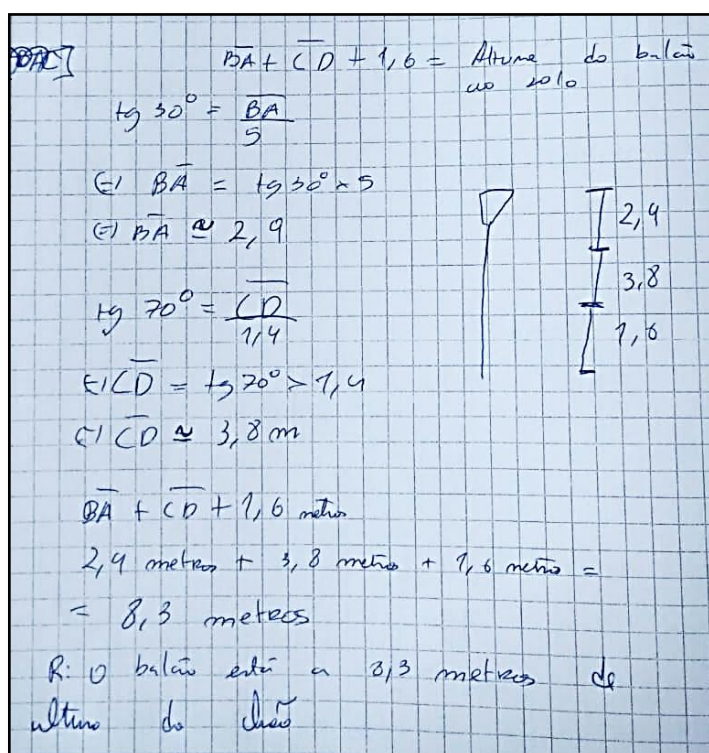 BA + CD + 1,6 = Altura do balão
ao solo
tg 30° = BA
5
(=) BA = tg 30° × 5
(=) BA ≈ 2,9
tg 70° = CD
1,4
(=) CD = tg 70° × 1,4
(=) CD ≈ 3,8 m
2,9
3,8
1,6
BA + CD + 1,6 metros
2,9 metros + 3,8 metros + 1,6 metros =
= 8,3 metros
R: O balão está a 8,3 metros de
altura do chão